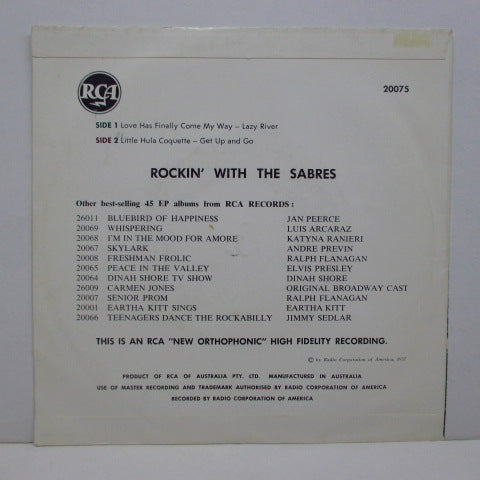 RCA
20075
SIDE 1 Love Has Finally Come My Way – Lazy River
SIDE 2 Little Hula Coquette – Get Up and Go
ROCKIN' WITH THE SABRES
Other best-selling 45 EP albums from RCA RECORDS :
26011 BLUEBIRD OF HAPPINESS JAN PEERCE
20069 WHISPERING LUIS ARCARAZ
20068 I'M IN THE MOOD FOR AMORE KATYNA RANIERI
20067 SKYLARK ANDRE PREVIN
20008 FRESHMAN FROLIC RALPH FLANAGAN
20065 PEACE IN THE VALLEY ELVIS PRESLEY
20064 DINAH SHORE TV SHOW DINAH SHORE
26009 CARMEN JONES ORIGINAL BROADWAY CAST
20007 SENIOR PROM RALPH FLANAGAN
20001 EARTHA KITT SINGS EARTHA KITT
20066 TEENAGERS DANCE THE ROCKABILLY JIMMY SEDLAR
THIS IS AN RCA "NEW ORTHOPHONIC" HIGH FIDELITY RECORDING.
© by Radio Corporation of America, 1957
PRODUCT OF RCA OF AUSTRALIA PTY. LTD. MANUFACTURED IN AUSTRALIA
USE OF MASTER RECORDING AND TRADEMARK AUTHORISED BY RADIO CORPORATION OF AMERICA
RECORDED BY RADIO CORPORATION OF AMERICA